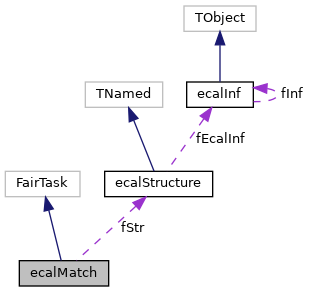 TObject
TNamed
ecalInf
fInf
fEcalInf
FairTask
ecalStructure
fStr
ecalMatch